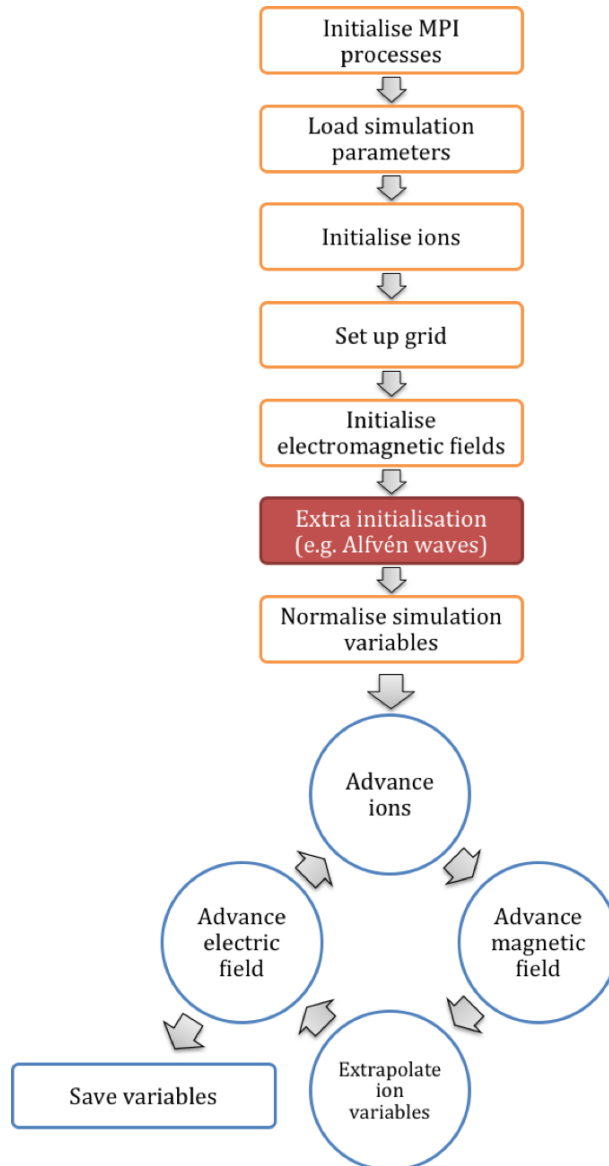 Initialise MPI
processes
Load simulation
parameters
Initialise ions
Set up grid
Initialise
electromagnetic fields
Extra initialisation
(e.g. Alfvén waves)
Normalise simulation
variables
Advance
ions
Advance
magnetic
field
Extrapolate
ion
variables
Advance
electric
field
Save variables